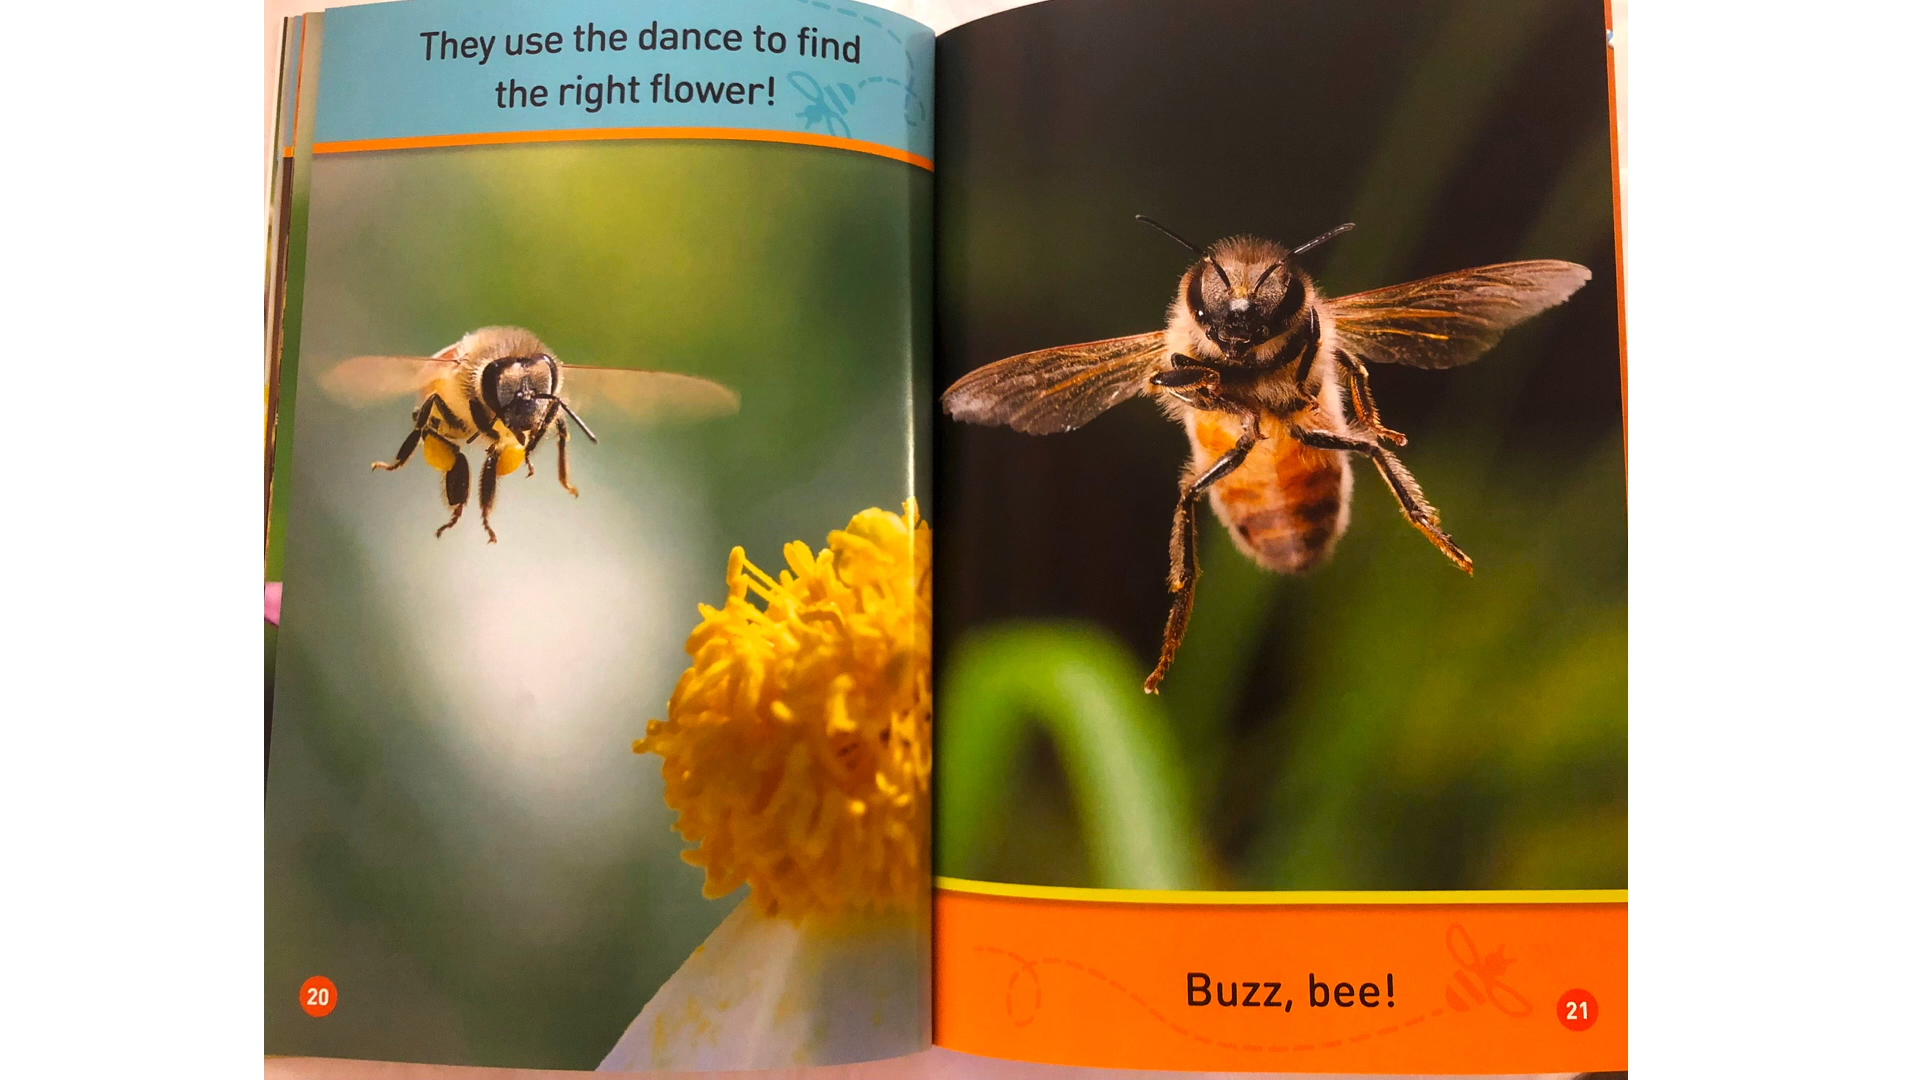 They use the dance to find
the right flower!
20
Buzz, bee!
21